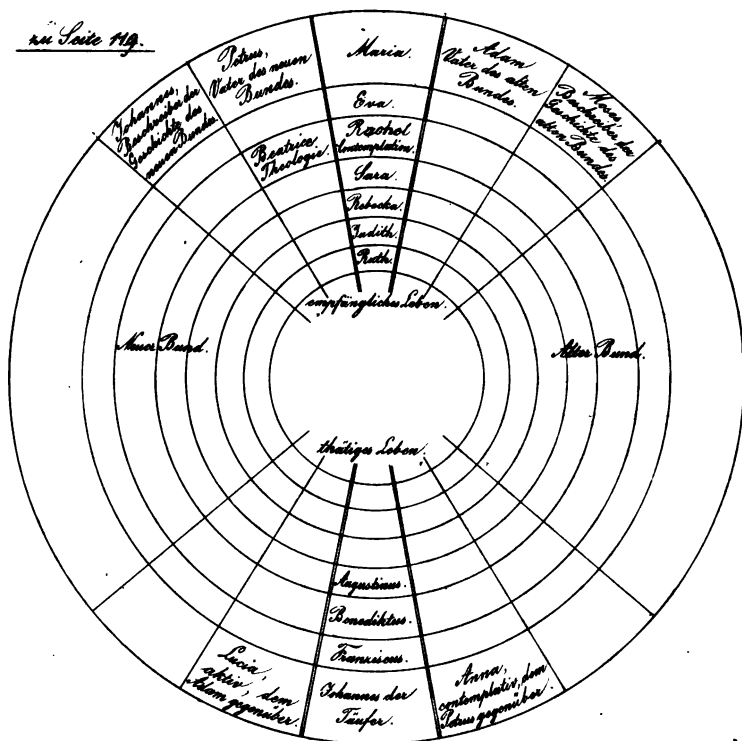 zu Seite 119.
Johannes,
Beschreiber der
Geschichte des
neuen Bundes.
Petrus,
Vater des neuen
Bundes.
Maria.
Adam
Vater des alten
Bundes.
Moses,
Beschreiber der
Geschichte des
alten Bundes.
Eva.
Beatrice
Theologie.
Rachel
Contemplation.
Sara.
Rebecka.
Judith.
Ruth.
empfängliches Leben.
Neuer Bund.
Alter Bund.
thätiges Leben.
Augustinus.
Benediktus.
Franziscus.
Johannes der
Täufer.
Lucia,
aktiv, dem
Adam gegenüber.
Anna,
contemplativ, dem
Petrus gegenüber.